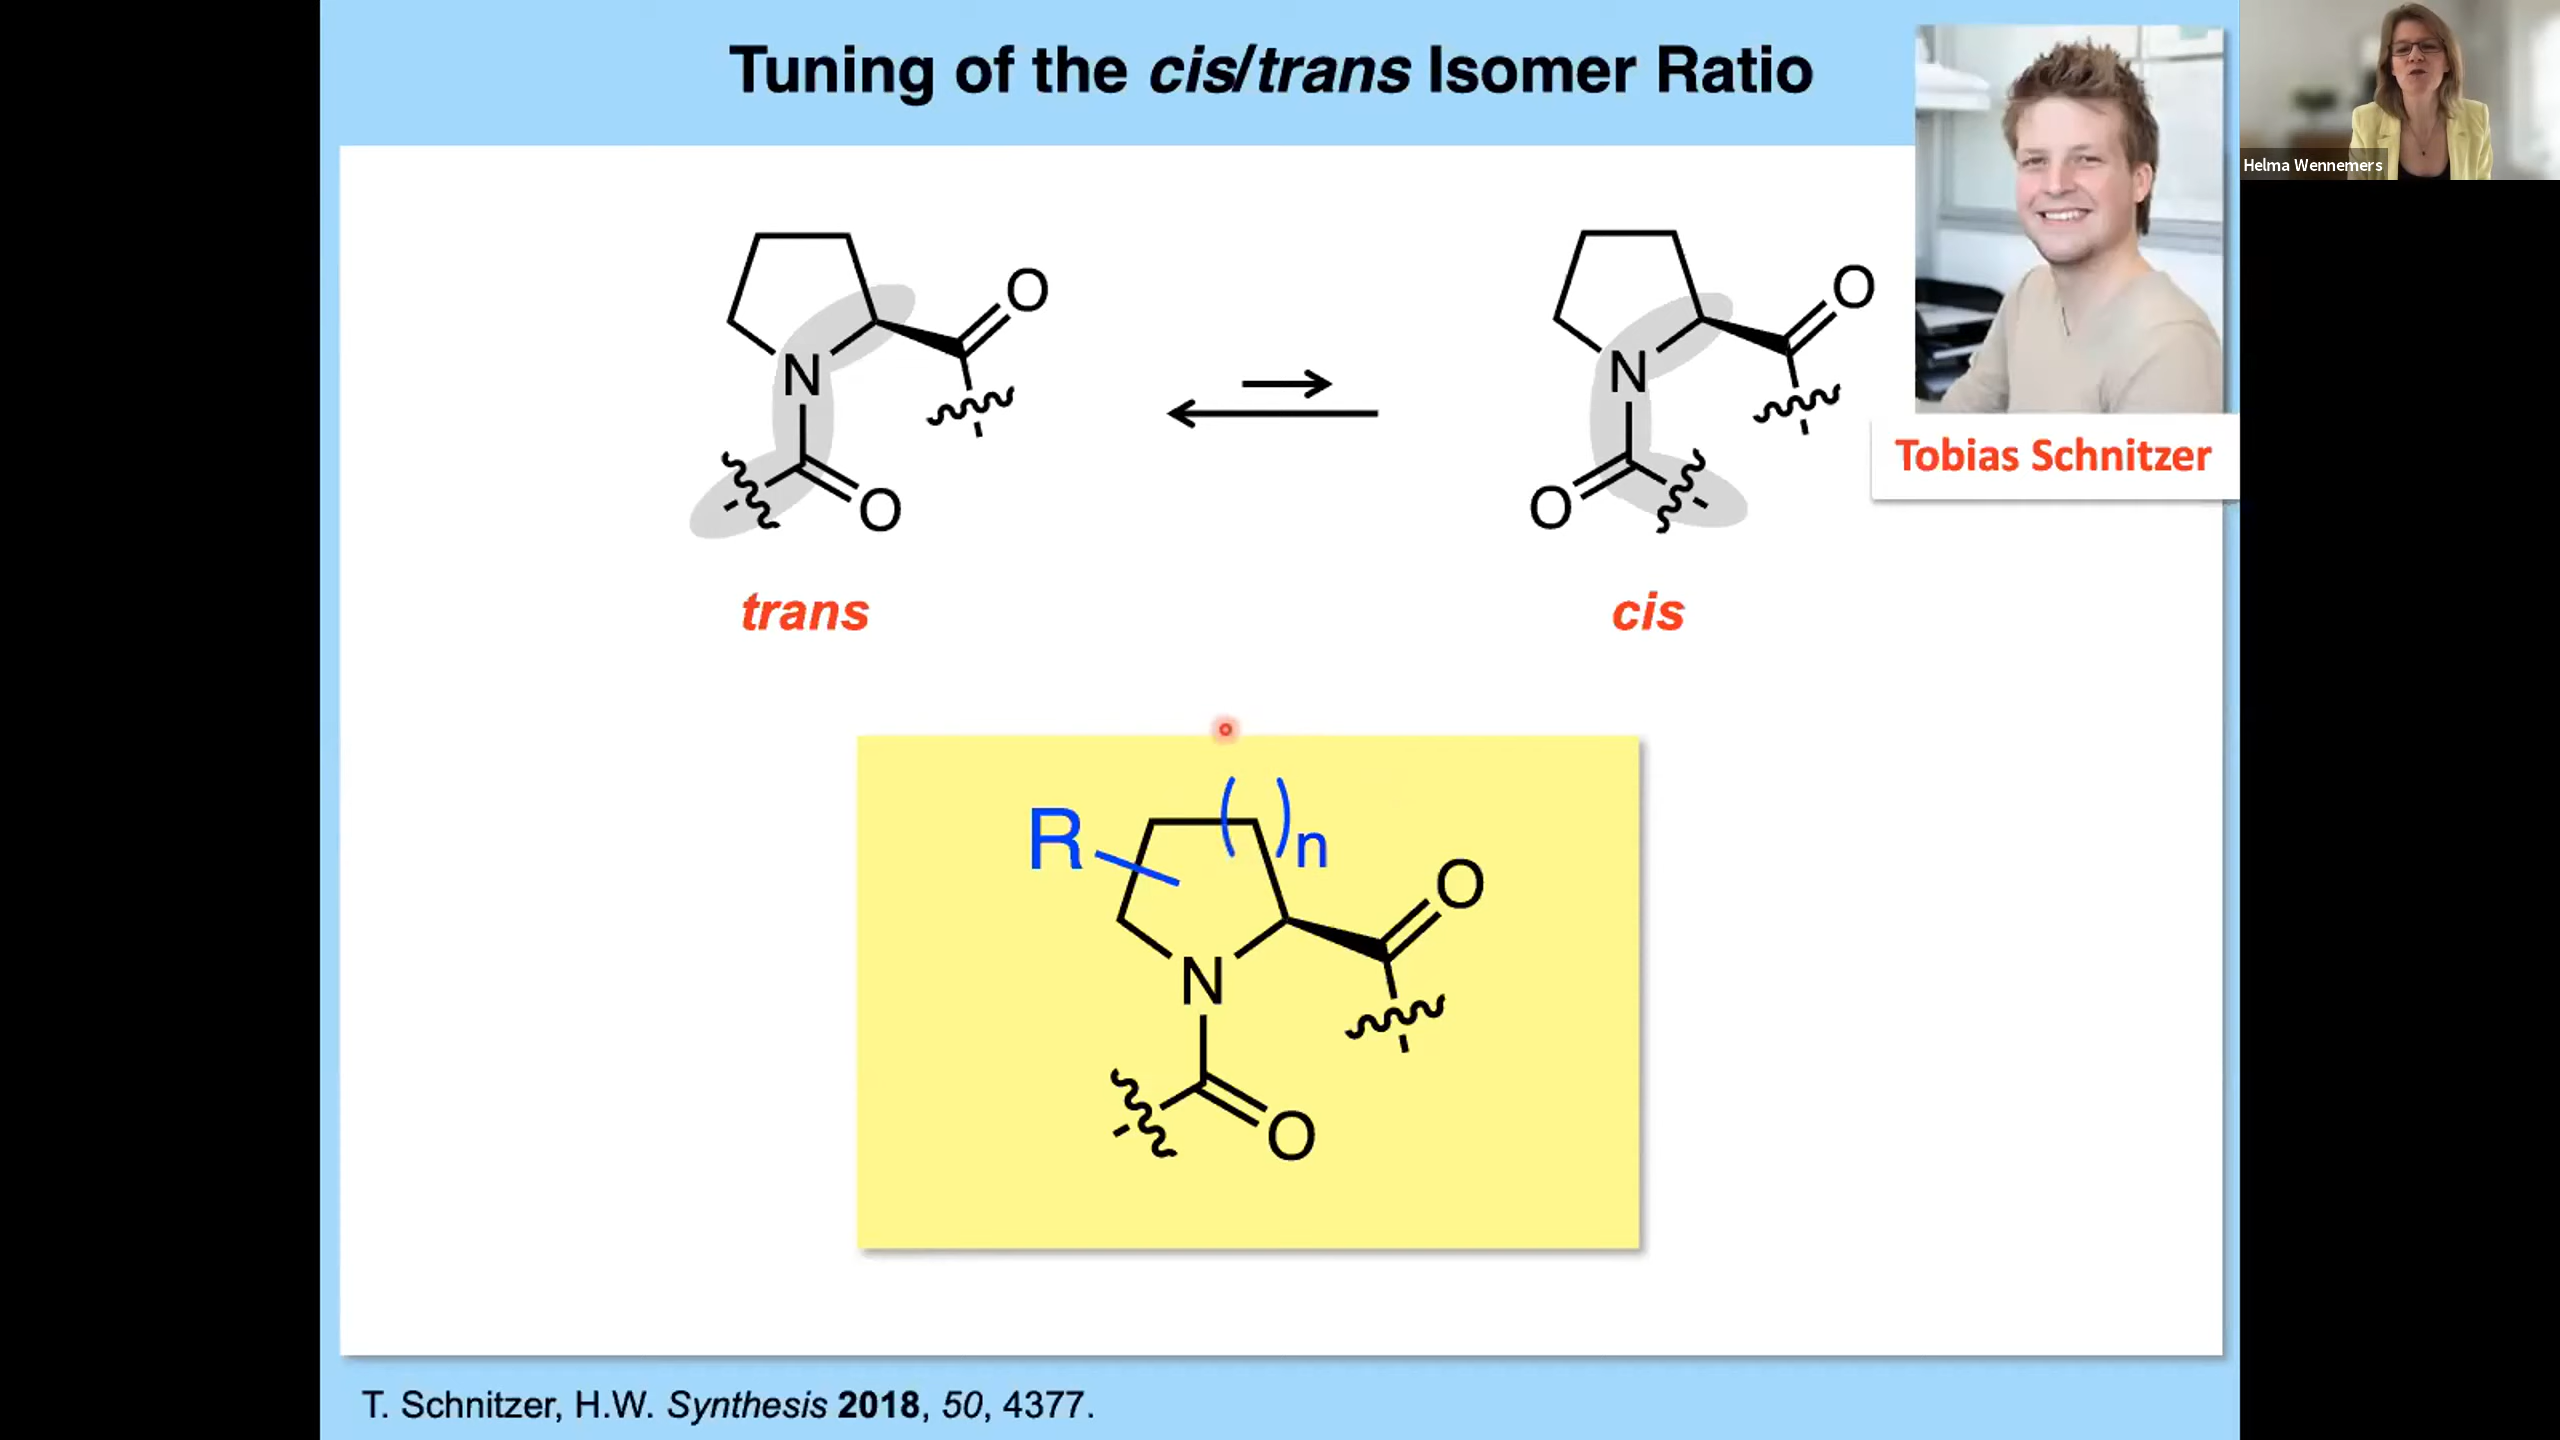 Tuning of the cis/trans Isomer Ratio
Helma Wennemers
O
N
O
O
N
O
Tobias Schnitzer
trans
cis
R
( )n
O
N
O
T. Schnitzer, H.W. Synthesis 2018, 50, 4377.